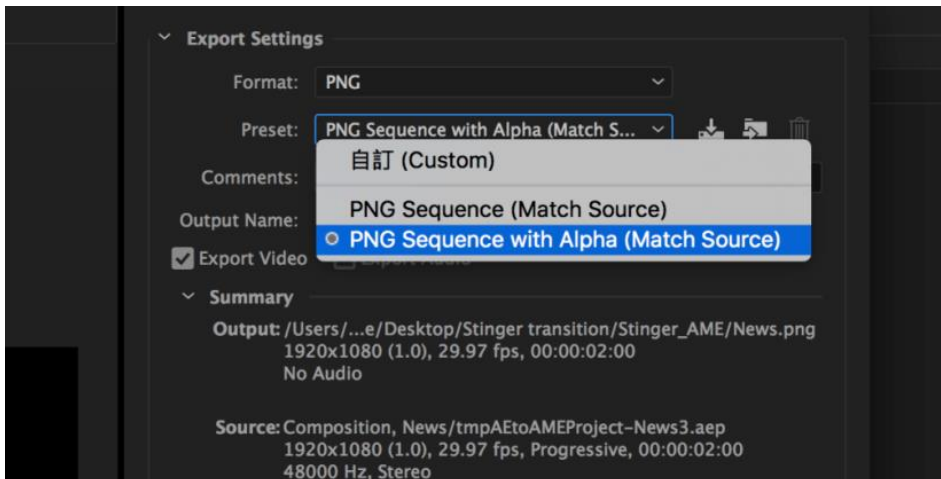 Export Settings
Format: PNG
Preset: PNG Sequence with Alpha (Match S...
自訂 (Custom)
Comments:
PNG Sequence (Match Source)
Output Name:
PNG Sequence with Alpha (Match Source)
Export Video Export Audio
Summary
Output: /Users/...e/Desktop/Stinger transition/Stinger_AME/News.png
1920x1080 (1.0), 29.97 fps, 00:00:02:00
No Audio
Source: Composition, News/tmpAEtoAMEProject-News3.aep
1920x1080 (1.0), 29.97 fps, Progressive, 00:00:02:00
48000 Hz, Stereo